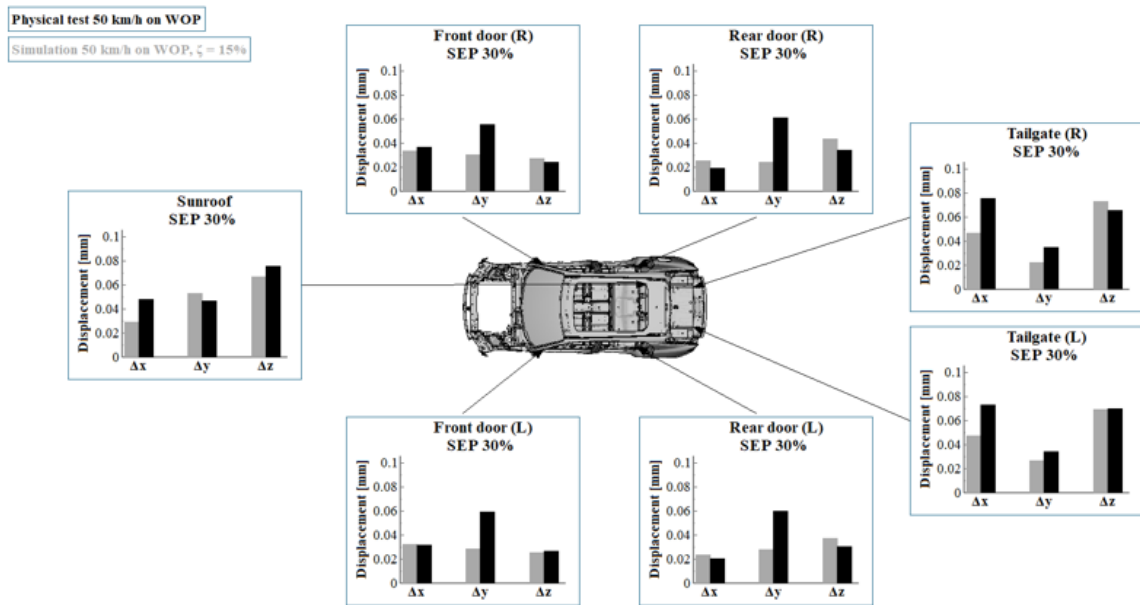 Physical test 50 km/h on WOP
Simulation 50 km/h on WOP, ζ = 15%
Front door (R)
SEP 30%
Displacement [mm]
0.1
0.08
0.06
0.04
0.02
0
Δx Δy Δz
Rear door (R)
SEP 30%
Displacement [mm]
0.1
0.08
0.06
0.04
0.02
0
Δx Δy Δz
Tailgate (R)
SEP 30%
Displacement [mm]
0.1
0.08
0.06
0.04
0.02
0
Δx Δy Δz
Sunroof
SEP 30%
Displacement [mm]
0.1
0.08
0.06
0.04
0.02
0
Δx Δy Δz
Tailgate (L)
SEP 30%
Displacement [mm]
0.1
0.08
0.06
0.04
0.02
0
Δx Δy Δz
Front door (L)
SEP 30%
Displacement [mm]
0.1
0.08
0.06
0.04
0.02
0
Δx Δy Δz
Rear door (L)
SEP 30%
Displacement [mm]
0.1
0.08
0.06
0.04
0.02
0
Δx Δy Δz